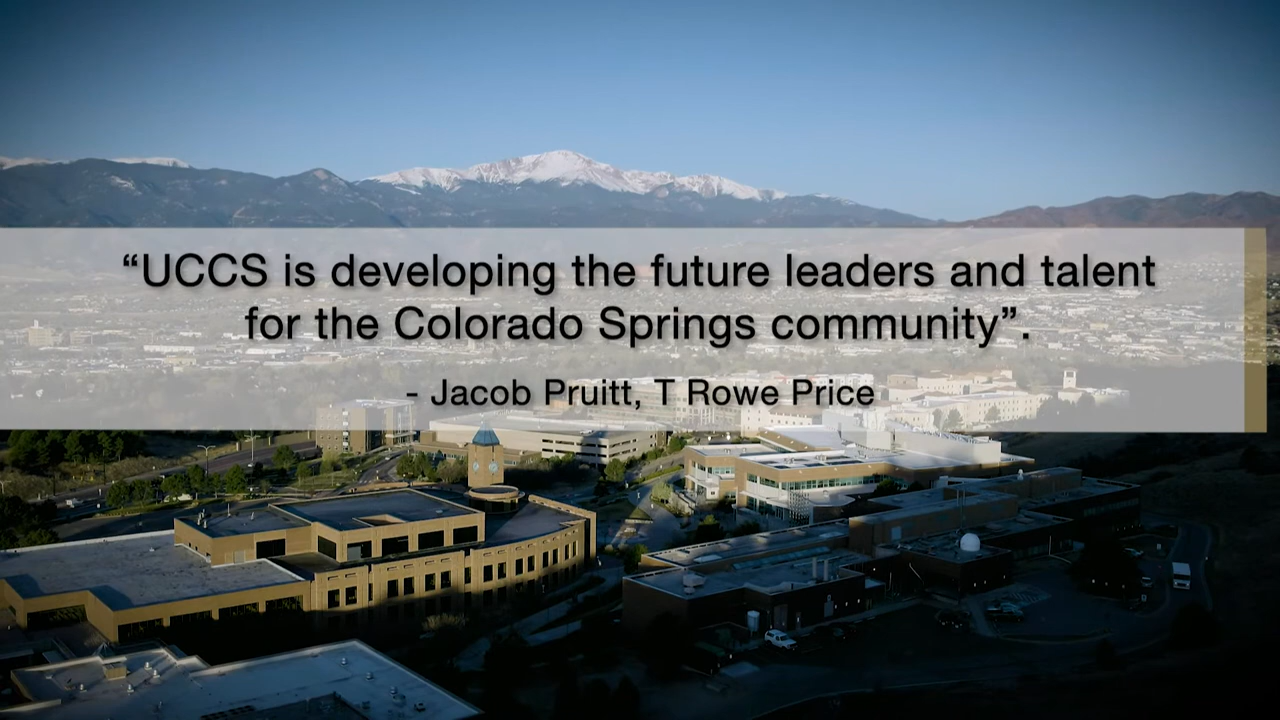 “UCCS is developing the future leaders and talent
for the Colorado Springs community”.
- Jacob Pruitt, T Rowe Price